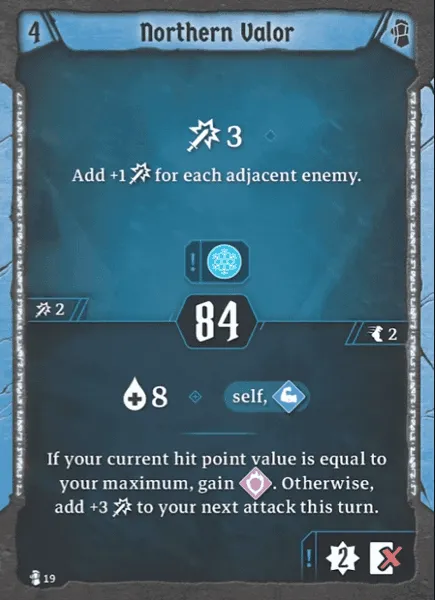 4 Northern Valor
3
Add +1 for each adjacent enemy.
!
2
84
2
8 self,
If your current hit point value is equal to
your maximum, gain . Otherwise,
add +3 to your next attack this turn.
! 2
19